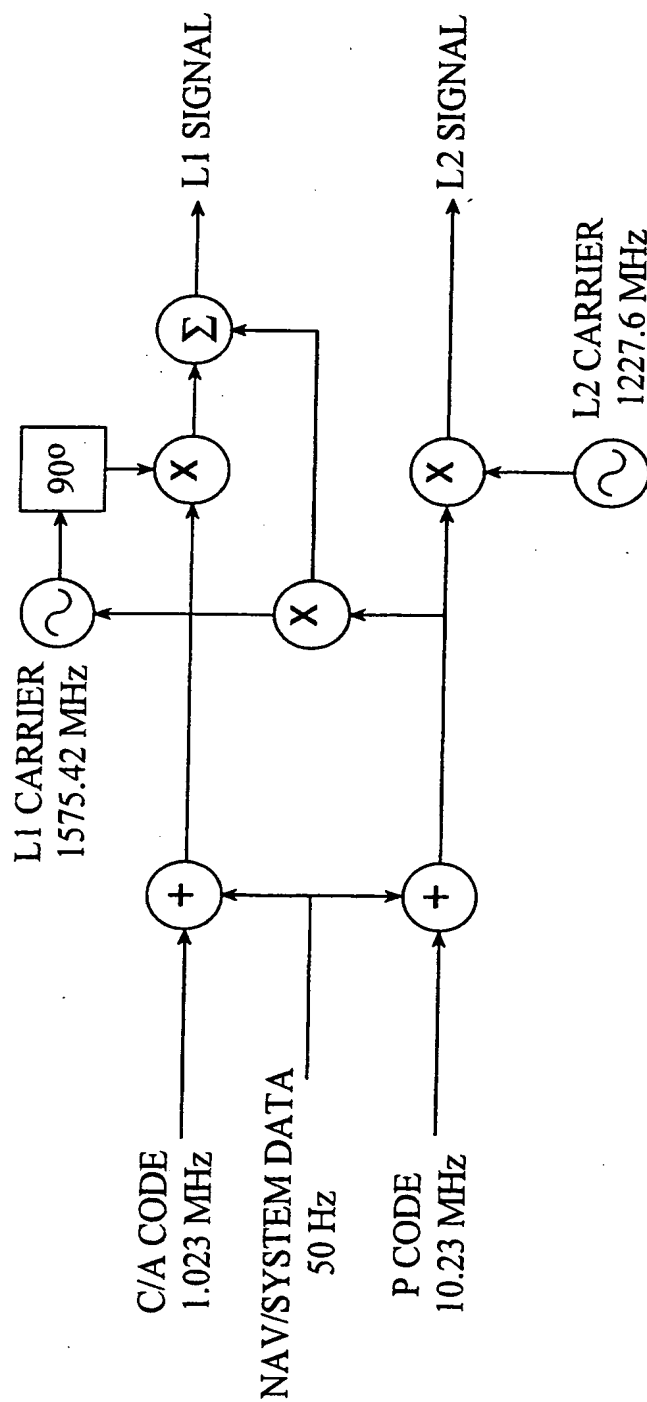 L1 CARRIER
1575.42 MHz
90º
C/A CODE
1.023 MHz
+
X
Σ
L1 SIGNAL
NAV/SYSTEM DATA
50 Hz
X
P CODE
10.23 MHz
+
X
L2 SIGNAL
L2 CARRIER
1227.6 MHz